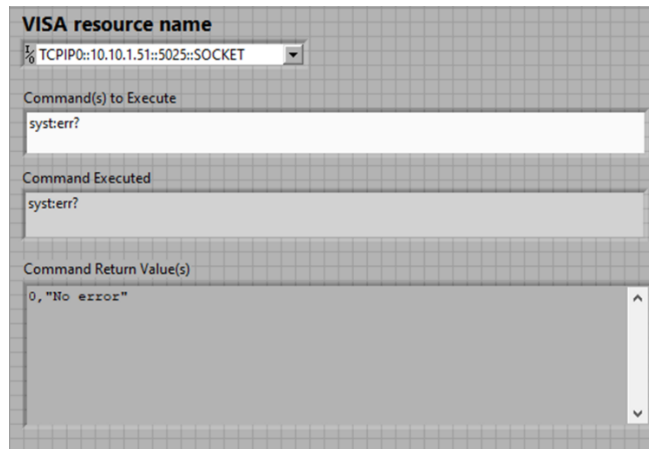 VISA resource name
I/O TCPIP0::10.10.1.51::5025::SOCKET
Command(s) to Execute
syst:err?
Command Executed
syst:err?
Command Return Value(s)
0,"No error"